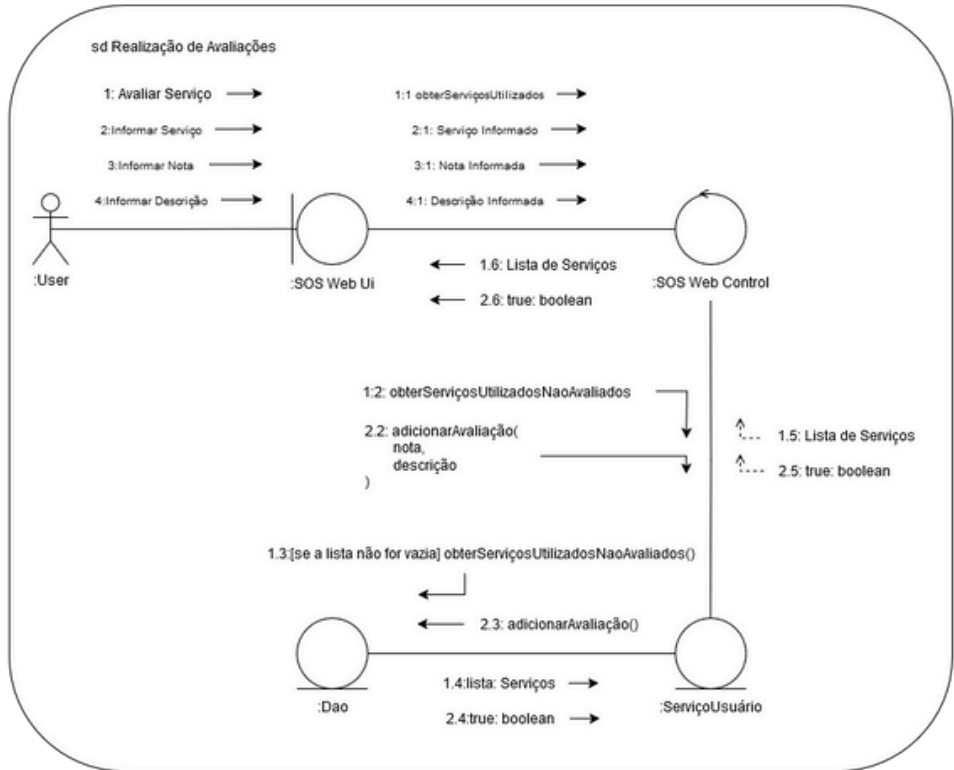 sd Realização de Avaliações
1: Avaliar Serviço
1:1 obterServiçosUtilizados
2:Informar Serviço
2:1: Serviço Informado
3:Informar Nota
3:1: Nota Informada
4:Informar Descrição
4:1: Descrição Informada
:User
:SOS Web Ui
:SOS Web Control
1.6: Lista de Serviços
2.6: true: boolean
1:2: obterServiçosUtilizadosNaoAvaliados
2.2: adicionarAvaliação(
nota,
descrição
)
1.5: Lista de Serviços
2.5: true: boolean
1.3:[se a lista não for vazia] obterServiçosUtilizadosNaoAvaliados()
2.3: adicionarAvaliação()
1.4:lista: Serviços
2.4:true: boolean
:Dao
:ServiçoUsuário